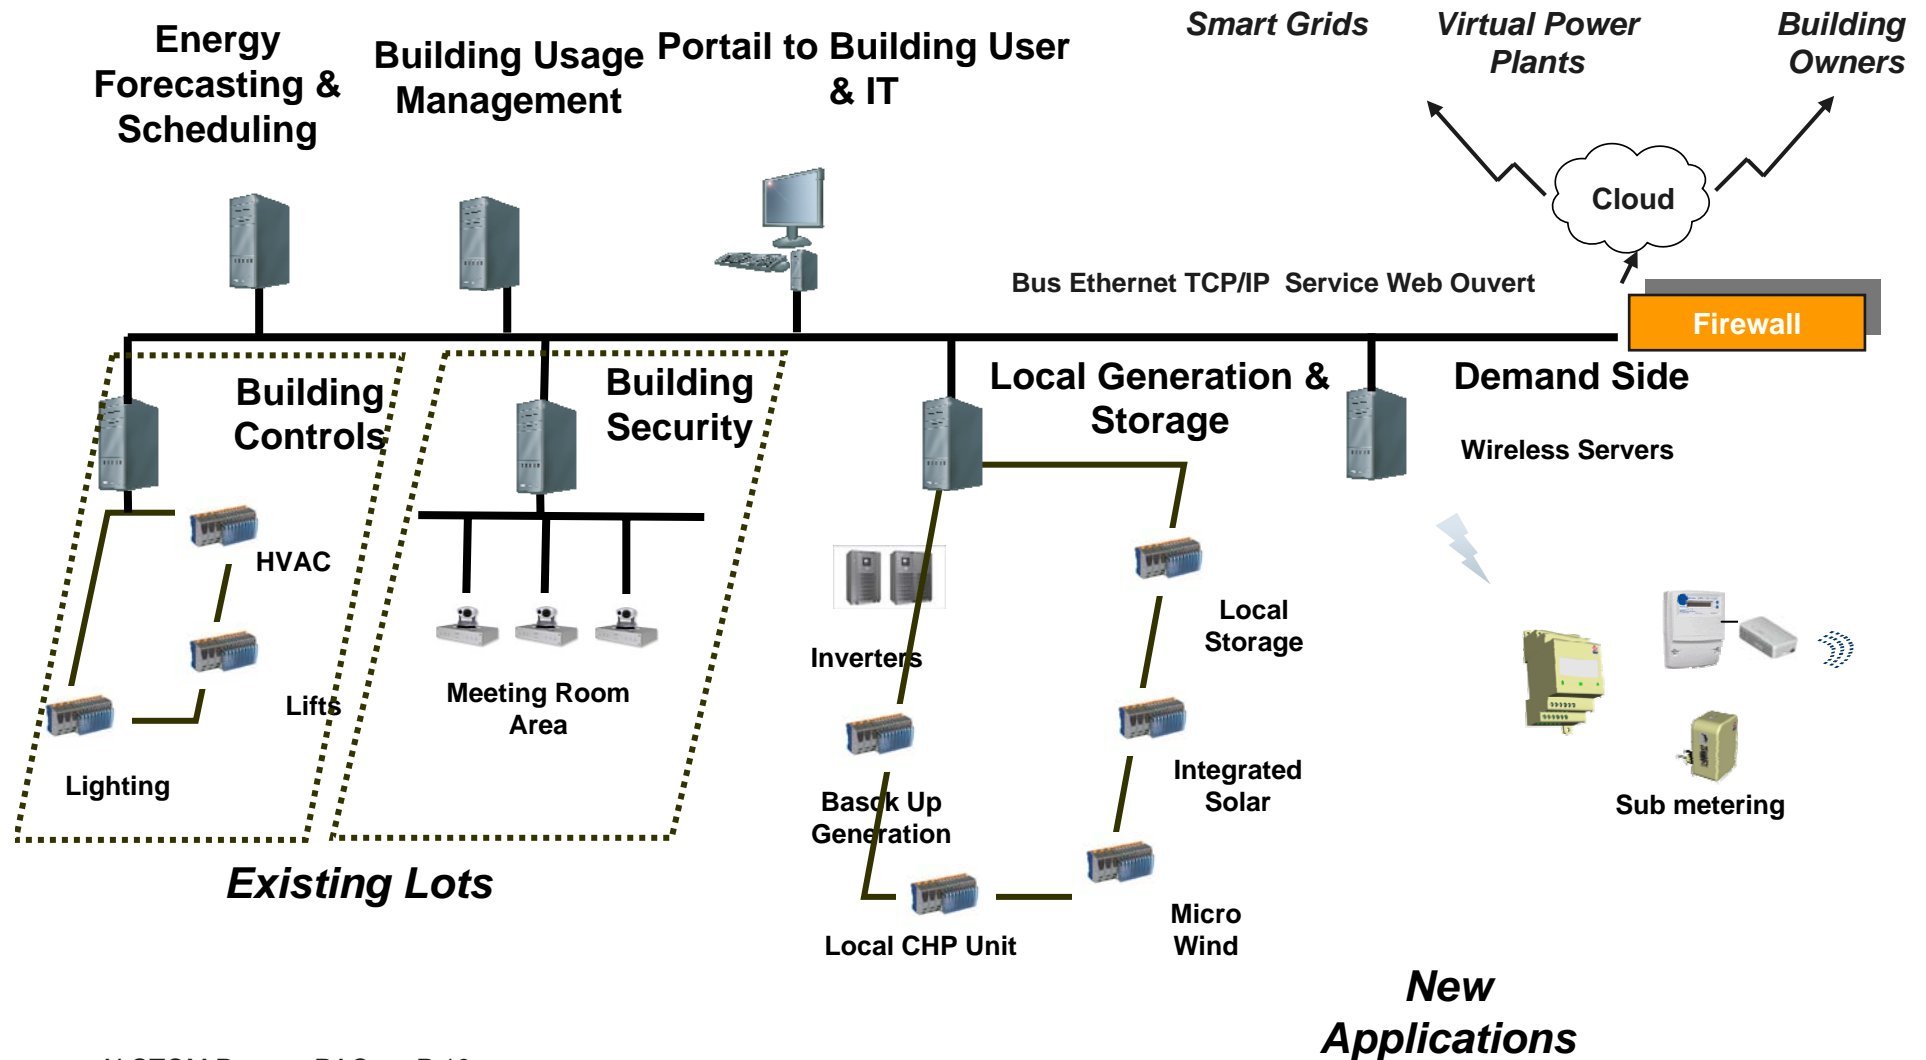 Energy
Forecasting &
Scheduling
Building Usage
Management
Portail to Building User
& IT
Smart Grids
Virtual Power
Plants
Building
Owners
Cloud
Bus Ethernet TCP/IP  Service Web Ouvert
Firewall
Building
Controls
Building
Security
Local Generation &
Storage
Demand Side
Wireless Servers
HVAC
Lifts
Lighting
Meeting Room
Area
Inverters
Basck Up
Generation
Local CHP Unit
Local
Storage
Integrated
Solar
Micro
Wind
Sub metering
Existing Lots
New
Applications